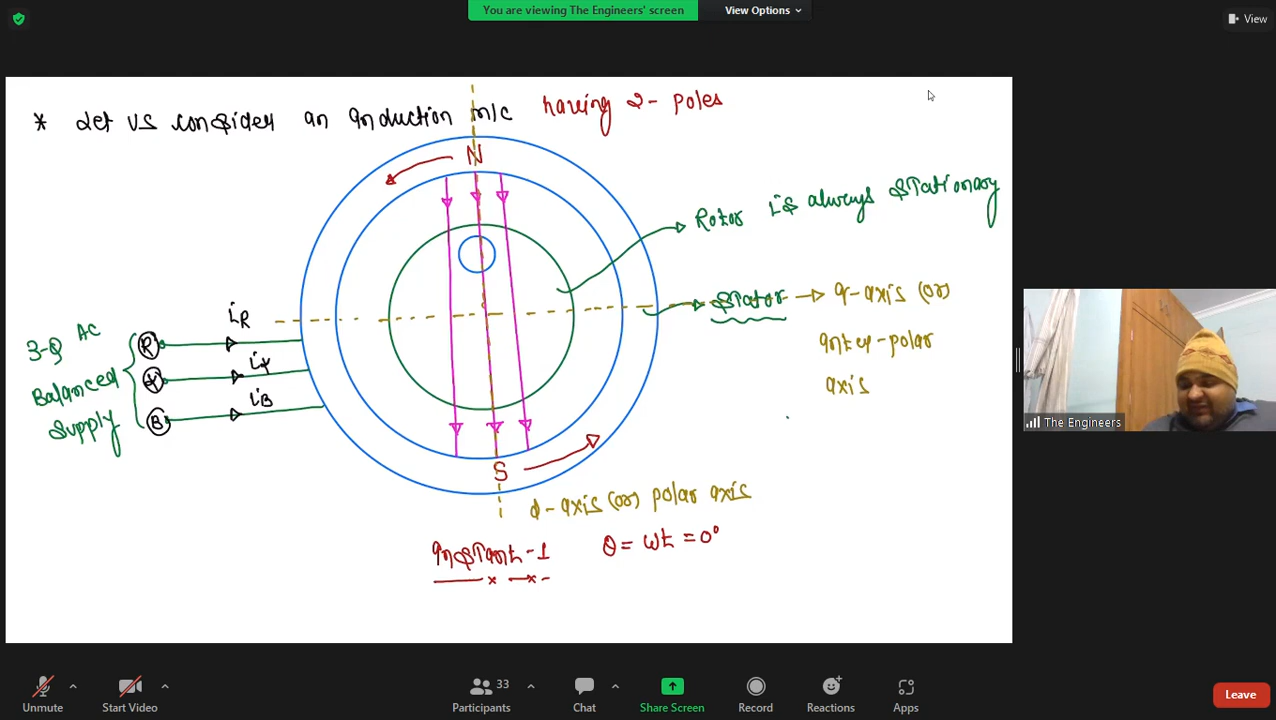 You are viewing The Engineers' screen
View Options
View
* Let us consider an induction m/c having 2- poles
N
Rotor is always stationary
Stator → q-axis (or)
inter-polar
axis
iR
3-Φ AC
Balanced
Supply
R
Y
B
iY
iB
The Engineers
S
d-axis (or) polar axis
instant-1 θ = ωt = 0°
Unmute
Start Video
33
Participants
Chat
Share Screen
Record
Reactions
Apps
Leave